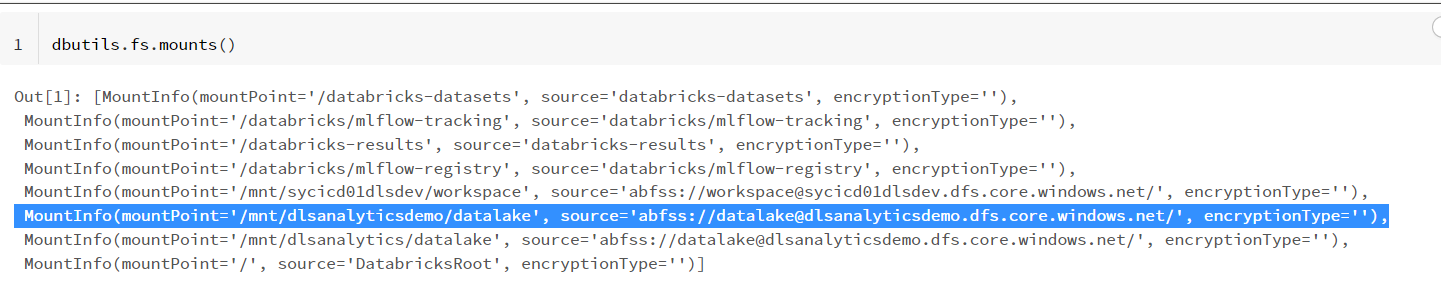 1 dbutils.fs.mounts()
Out[1]: [MountInfo(mountPoint='/databricks-datasets', source='databricks-datasets', encryptionType=''),
MountInfo(mountPoint='/databricks/mlflow-tracking', source='databricks/mlflow-tracking', encryptionType=''),
MountInfo(mountPoint='/databricks-results', source='databricks-results', encryptionType=''),
MountInfo(mountPoint='/databricks/mlflow-registry', source='databricks/mlflow-registry', encryptionType=''),
MountInfo(mountPoint='/mnt/sycicd01dlsdev/workspace', source='abfss://workspace@sycicd01dlsdev.dfs.core.windows.net/', encryptionType=''),
MountInfo(mountPoint='/mnt/dlsanalyticsdemo/datalake', source='abfss://datalake@dlsanalyticsdemo.dfs.core.windows.net/', encryptionType=''),
MountInfo(mountPoint='/mnt/dlsanalytics/datalake', source='abfss://datalake@dlsanalyticsdemo.dfs.core.windows.net/', encryptionType=''),
MountInfo(mountPoint='/', source='DatabricksRoot', encryptionType='')]